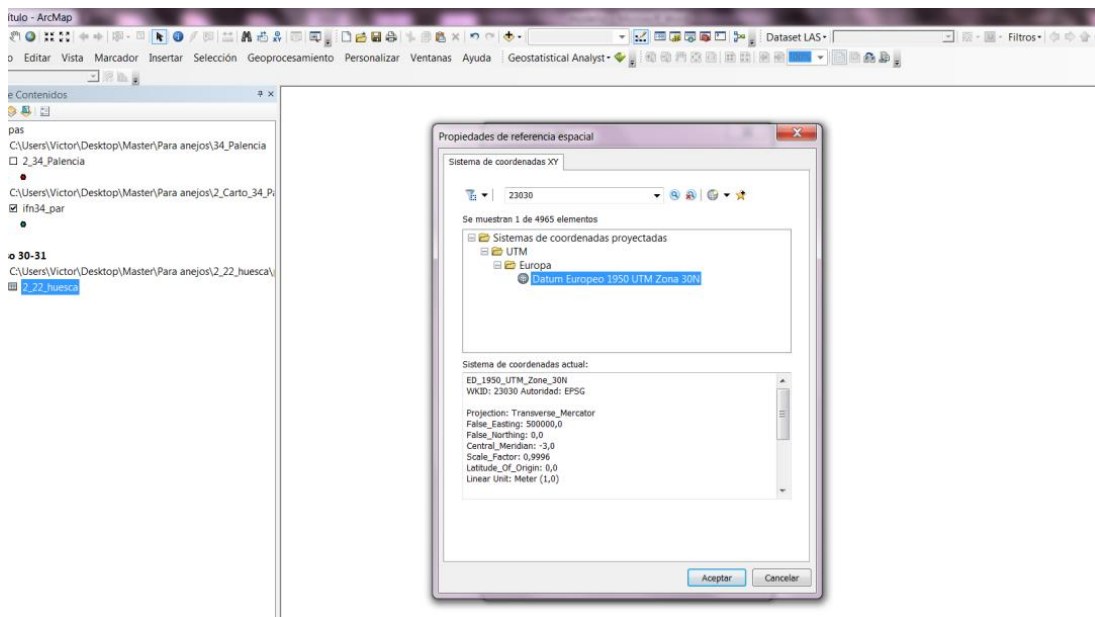 ítulo - ArcMap
Dataset LAS
Filtros
o Editar Vista Marcador Insertar Selección Geoprocesamiento Personalizar Ventanas Ayuda Geostatistical Analyst
e Contenidos
pas
C:\Users\Victor\Desktop\Master\Para anejos\34_Palencia
2_34_Palencia
C:\Users\Victor\Desktop\Master\Para anejos\2_Carto_34_Pa
ifn34_par
o 30-31
C:\Users\Victor\Desktop\Master\Para anejos\2_22_huesca\
2_22_huesca
Propiedades de referencia espacial
Sistema de coordenadas XY
23030
Se muestran 1 de 4965 elementos
Sistemas de coordenadas proyectadas
UTM
Europa
Datum Europeo 1950 UTM Zona 30N
Sistema de coordenadas actual:
ED_1950_UTM_Zone_30N
WKID: 23030 Autoridad: EPSG
Projection: Transverse_Mercator
False_Easting: 500000,0
False_Northing: 0,0
Central_Meridian: -3,0
Scale_Factor: 0,9996
Latitude_Of_Origin: 0,0
Linear Unit: Meter (1,0)
Aceptar Cancelar